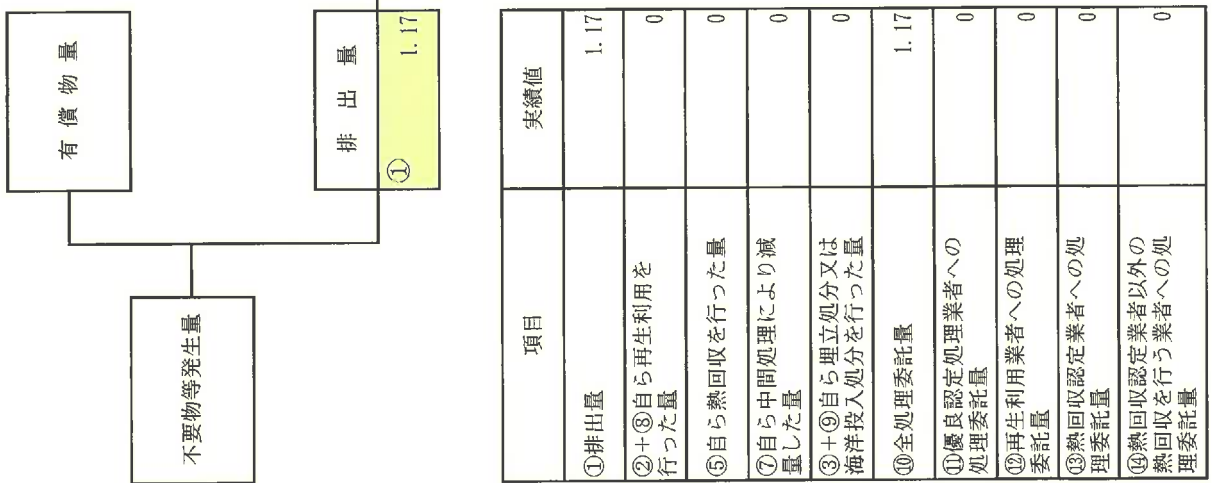 有償物量
不要物等発生量
排出量
① 1.17
項目 実績値
①排出量 1.17
②+⑧自ら再生利用を
行った量 0
⑤自ら熱回収を行った量 0
⑦自ら中間処理により減
量した量 0
③+⑨自ら埋立処分又は
海洋投入処分を行った量 0
⑩全処理委託量 1.17
⑪優良認定処理業者への
処理委託量 0
⑫再生利用業者への処理
委託量 0
⑬熱回収認定業者への処
理委託量 0
⑭熱回収認定業者以外の
熱回収を行う業者への処
理委託量 0